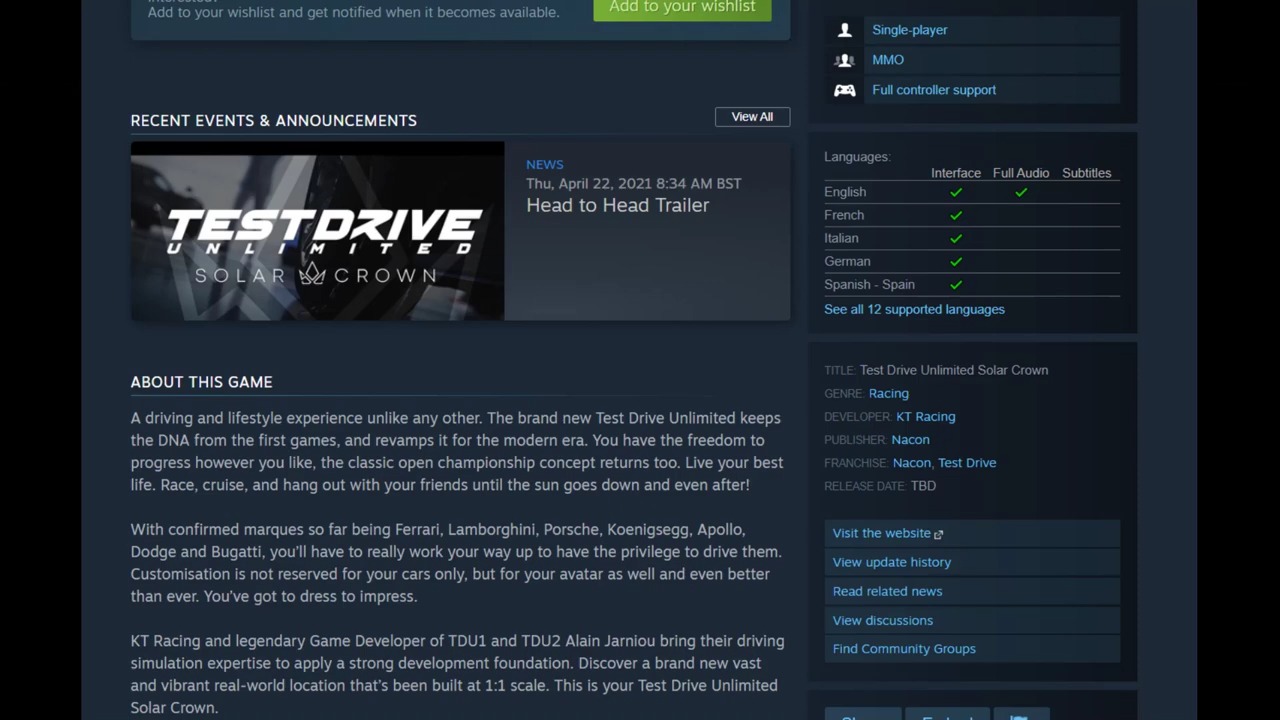 Add to your wishlist and get notified when it becomes available.
Add to your wishlist
RECENT EVENTS & ANNOUNCEMENTS
View All
TESTDRIVE
UNLIMITED
SOLAR CROWN
NEWS
Thu, April 22, 2021 8:34 AM BST
Head to Head Trailer
ABOUT THIS GAME
A driving and lifestyle experience unlike any other. The brand new Test Drive Unlimited keeps
the DNA from the first games, and revamps it for the modern era. You have the freedom to
progress however you like, the classic open championship concept returns too. Live your best
life. Race, cruise, and hang out with your friends until the sun goes down and even after!
With confirmed marques so far being Ferrari, Lamborghini, Porsche, Koenigsegg, Apollo,
Dodge and Bugatti, you'll have to really work your way up to have the privilege to drive them.
Customisation is not reserved for your cars only, but for your avatar as well and even better
than ever. You've got to dress to impress.
KT Racing and legendary Game Developer of TDU1 and TDU2 Alain Jarniou bring their driving
simulation expertise to apply a strong development foundation. Discover a brand new vast
and vibrant real-world location that's been built at 1:1 scale. This is your Test Drive Unlimited
Solar Crown.
Single-player
MMO
Full controller support
Languages:
Interface Full Audio Subtitles
English ✓ ✓
French ✓
Italian ✓
German ✓
Spanish - Spain ✓
See all 12 supported languages
TITLE: Test Drive Unlimited Solar Crown
GENRE: Racing
DEVELOPER: KT Racing
PUBLISHER: Nacon
FRANCHISE: Nacon, Test Drive
RELEASE DATE: TBD
Visit the website
View update history
Read related news
View discussions
Find Community Groups